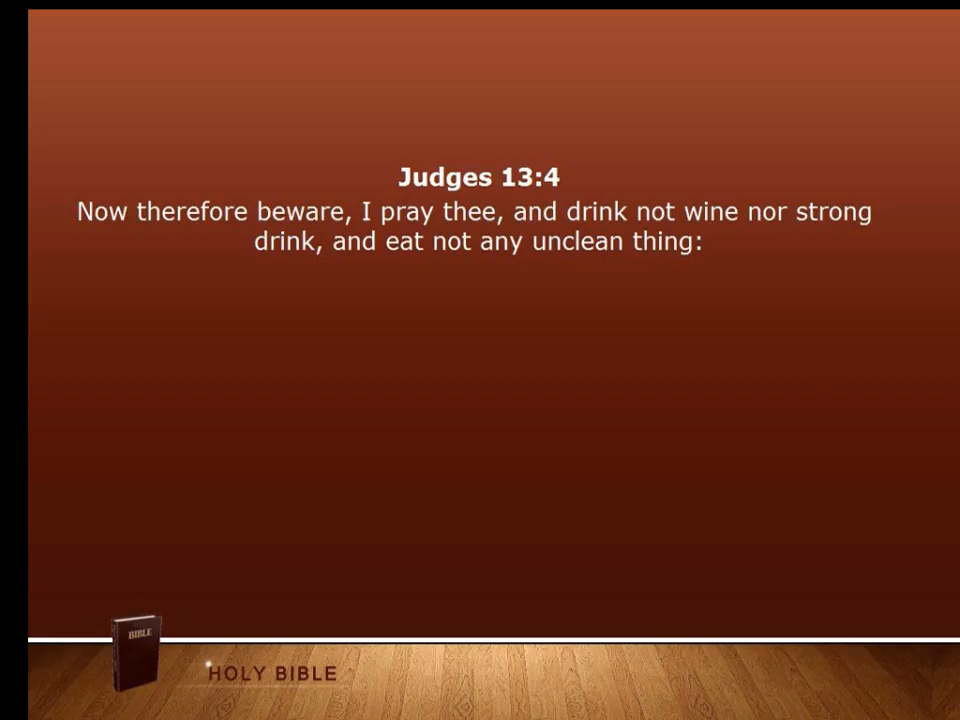 Judges 13:4
Now therefore beware, I pray thee, and drink not wine nor strong
drink, and eat not any unclean thing:
BIBLE
HOLY BIBLE